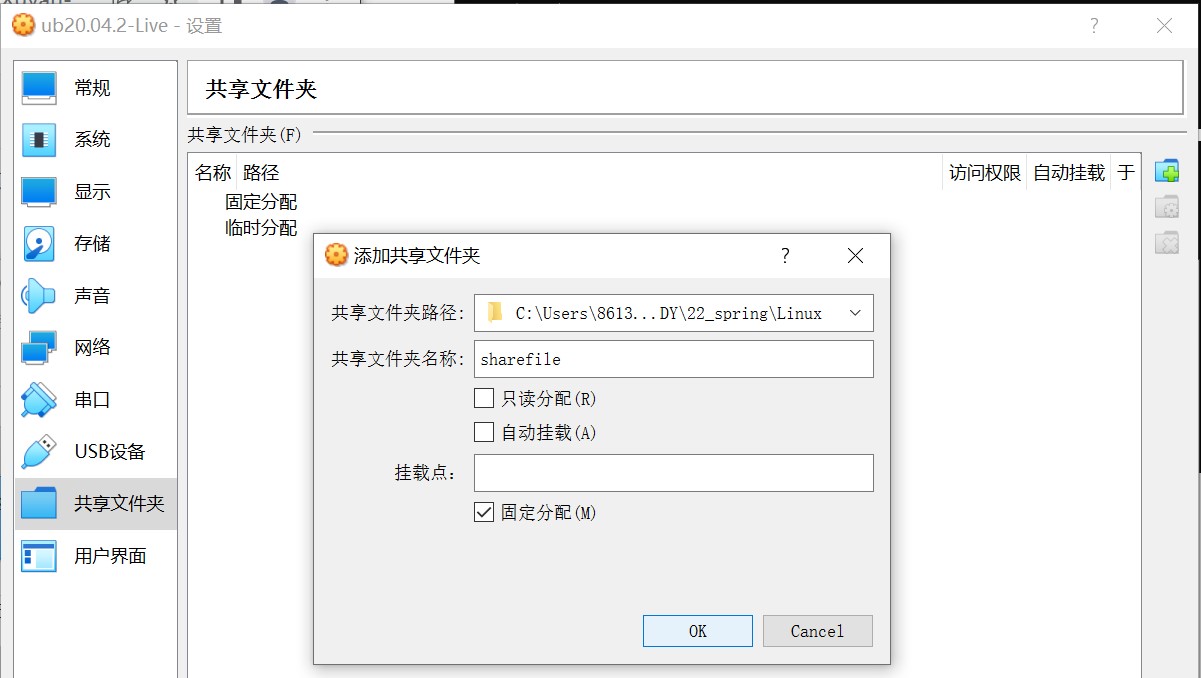 ub20.04.2-Live - 设置
?
常规
系统
显示
存储
声音
网络
串口
USB设备
共享文件夹
用户界面
共享文件夹
共享文件夹(F)
名称 路径 访问权限 自动挂载 于
固定分配
临时分配
添加共享文件夹 ?
共享文件夹路径: C:\Users\8613...DY\22_spring\Linux
共享文件夹名称: sharefile
只读分配(R)
自动挂载(A)
挂载点:
固定分配(M)
OK Cancel